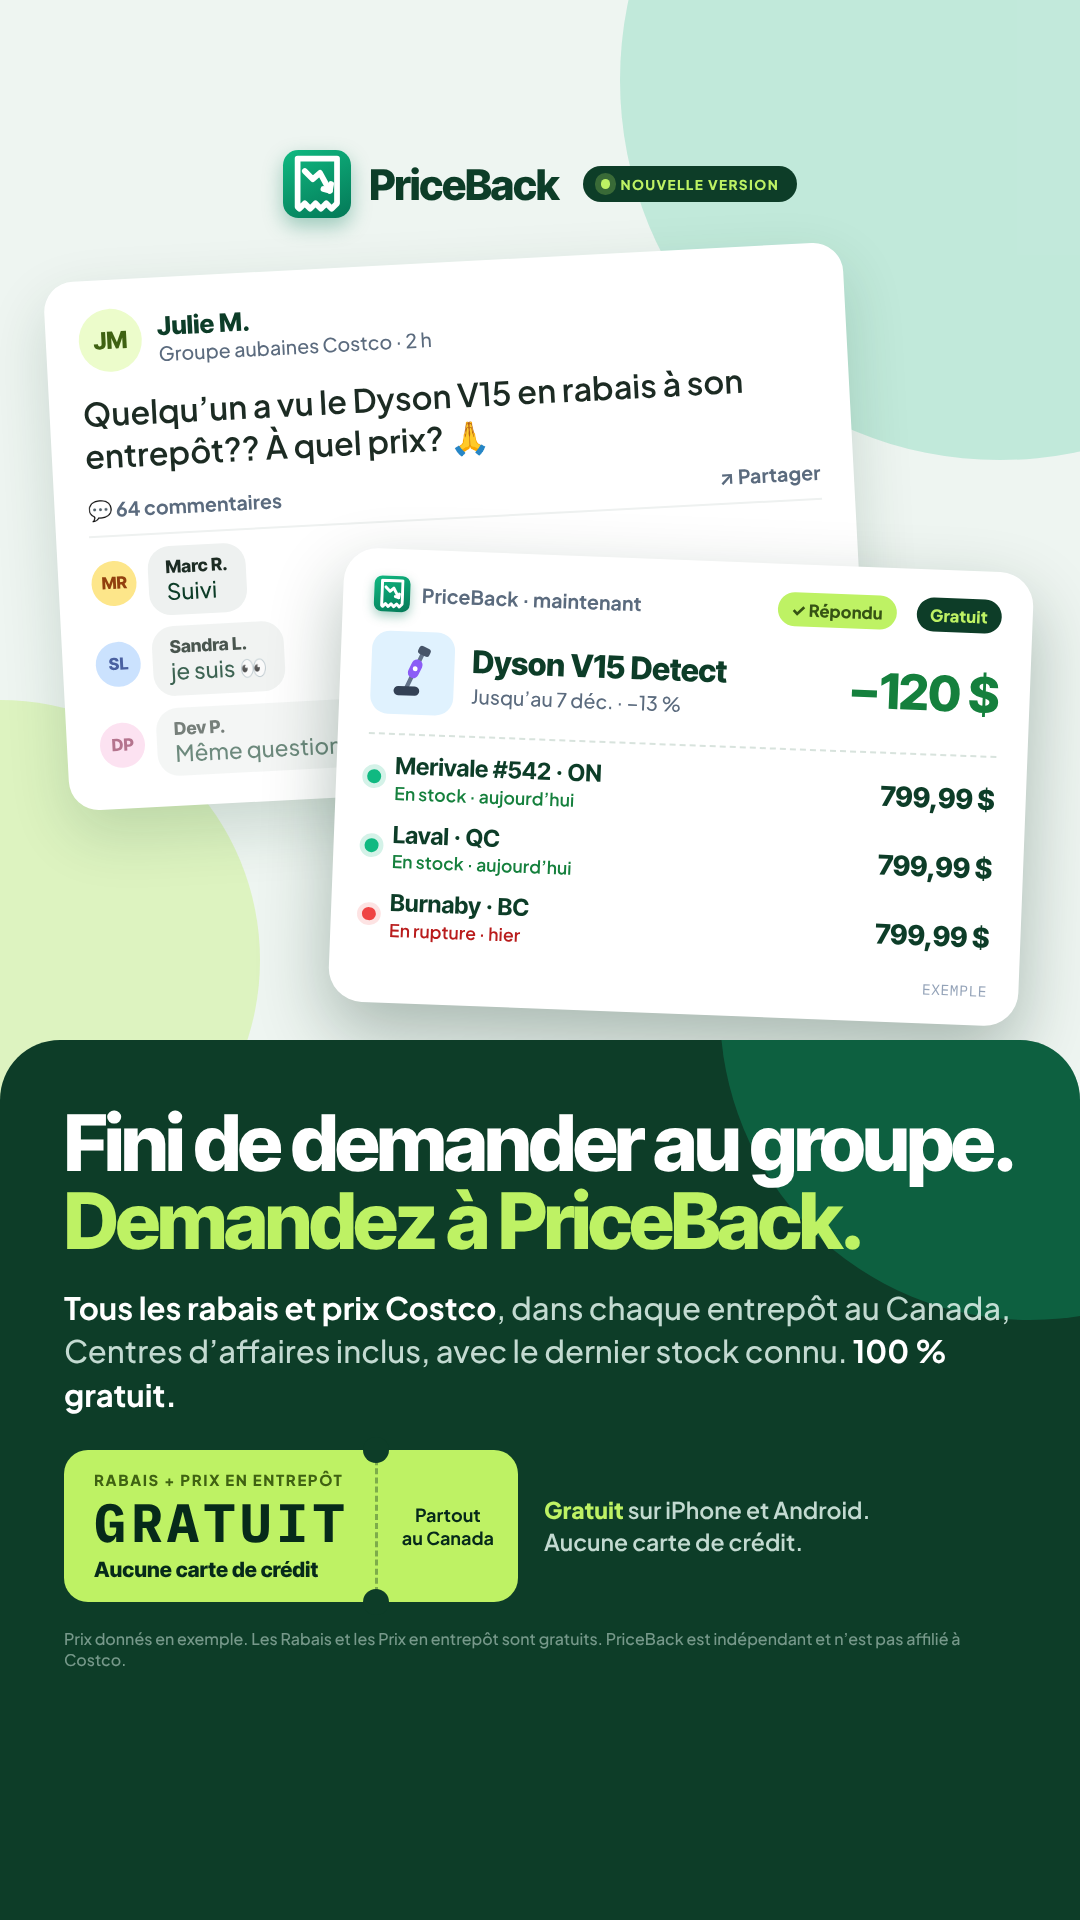 PriceBack
NOUVELLE VERSION
JM
Julie M.
Groupe aubaines Costco · 2 h
Quelqu’un a vu le Dyson V15 en rabais à son
entrepôt?? À quel prix? 🙏
💬 64 commentaires
↗ Partager
MR
Marc R.
Suivi
SL
Sandra L.
je suis 👀
DP
Dev P.
Même question
PriceBack · maintenant
✓ Répondu
Gratuit
Dyson V15 Detect
Jusqu’au 7 déc. · −13 %
−120 $
Merivale #542 · ON
En stock · aujourd’hui
799,99 $
Laval · QC
En stock · aujourd’hui
799,99 $
Burnaby · BC
En rupture · hier
799,99 $
EXEMPLE
Fini de demander au groupe.
Demandez à PriceBack.
Tous les rabais et prix Costco, dans chaque entrepôt au Canada,
Centres d’affaires inclus, avec le dernier stock connu. 100 %
gratuit.
RABAIS + PRIX EN ENTREPÔT
GRATUIT
Aucune carte de crédit
Partout
au Canada
Gratuit sur iPhone et Android.
Aucune carte de crédit.
Prix donnés en exemple. Les Rabais et les Prix en entrepôt sont gratuits. PriceBack est indépendant et n’est pas affilié à
Costco.